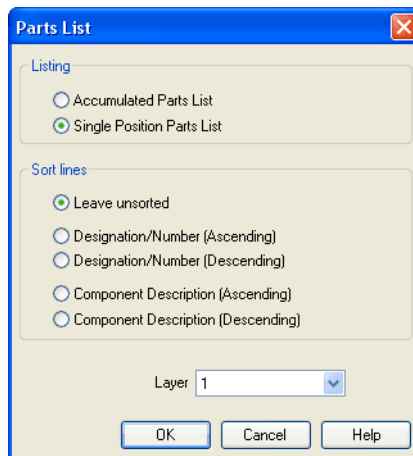 Parts List
Listing
Accumulated Parts List
Single Position Parts List
Sort lines
Leave unsorted
Designation/Number (Ascending)
Designation/Number (Descending)
Component Description (Ascending)
Component Description (Descending)
Layer 1
OK Cancel Help